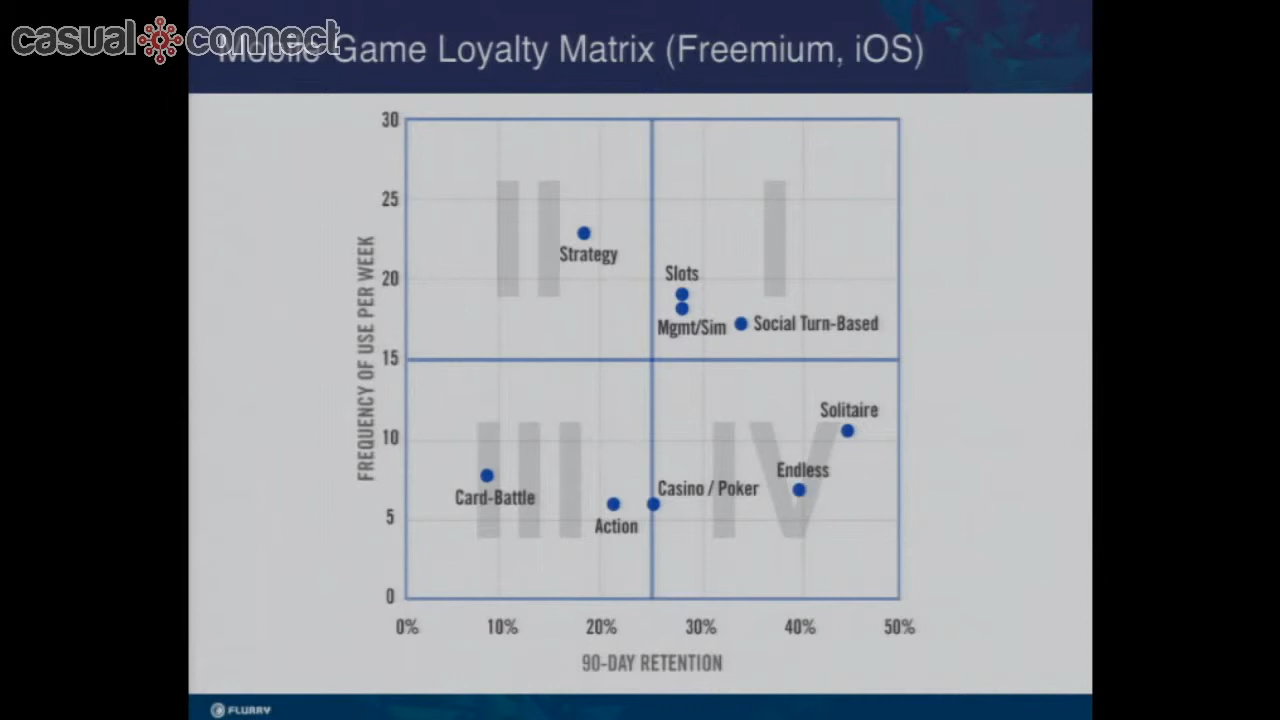 casual connect
Mobile Game Loyalty Matrix (Freemium, iOS)
30
25
20
15
10
5
0
FREQUENCY OF USE PER WEEK
II
I
III
IV
Strategy
Slots
Mgmt/Sim
Social Turn-Based
Solitaire
Endless
Card-Battle
Casino / Poker
Action
0% 10% 20% 30% 40% 50%
90-DAY RETENTION
FLURRY